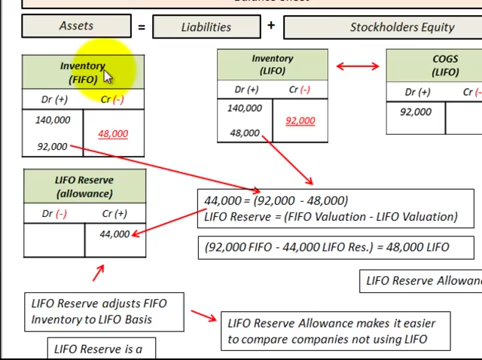 Balance Sheet
Assets = Liabilities + Stockholders Equity
Inventory
(FIFO)
Dr (+) Cr (-)
140,000
48,000
92,000
Inventory
(LIFO)
Dr (+) Cr (-)
140,000
92,000
48,000
COGS
(LIFO)
Dr (+) Cr (-
92,000
LIFO Reserve
(allowance)
Dr (-) Cr (+)
44,000
44,000 = (92,000 - 48,000)
LIFO Reserve = (FIFO Valuation - LIFO Valuation)
(92,000 FIFO - 44,000 LIFO Res.) = 48,000 LIFO
LIFO Reserve Allowanc
LIFO Reserve adjusts FIFO
Inventory to LIFO Basis
LIFO Reserve Allowance makes it easier
to compare companies not using LIFO
LIFO Reserve is a